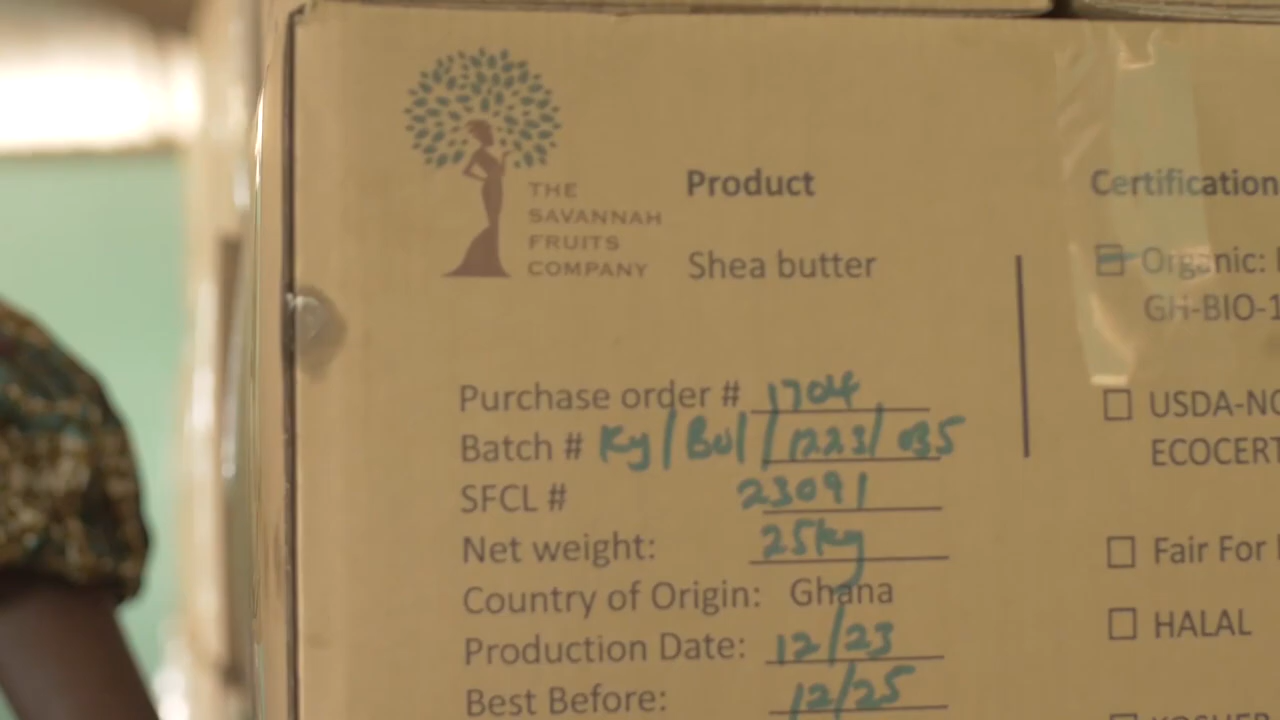 THE
SAVANNAH
FRUITS
COMPANY
Product
Shea butter
Purchase order # 1704
Batch # Ky/Bul/1223/035
SFCL # 23091
Net weight: 25kg
Country of Origin: Ghana
Production Date: 12/23
Best Before: 12/25
Certification
Organic:
GH-BIO-1
USDA-NO
ECOCERT
Fair For
HALAL
KOSHER